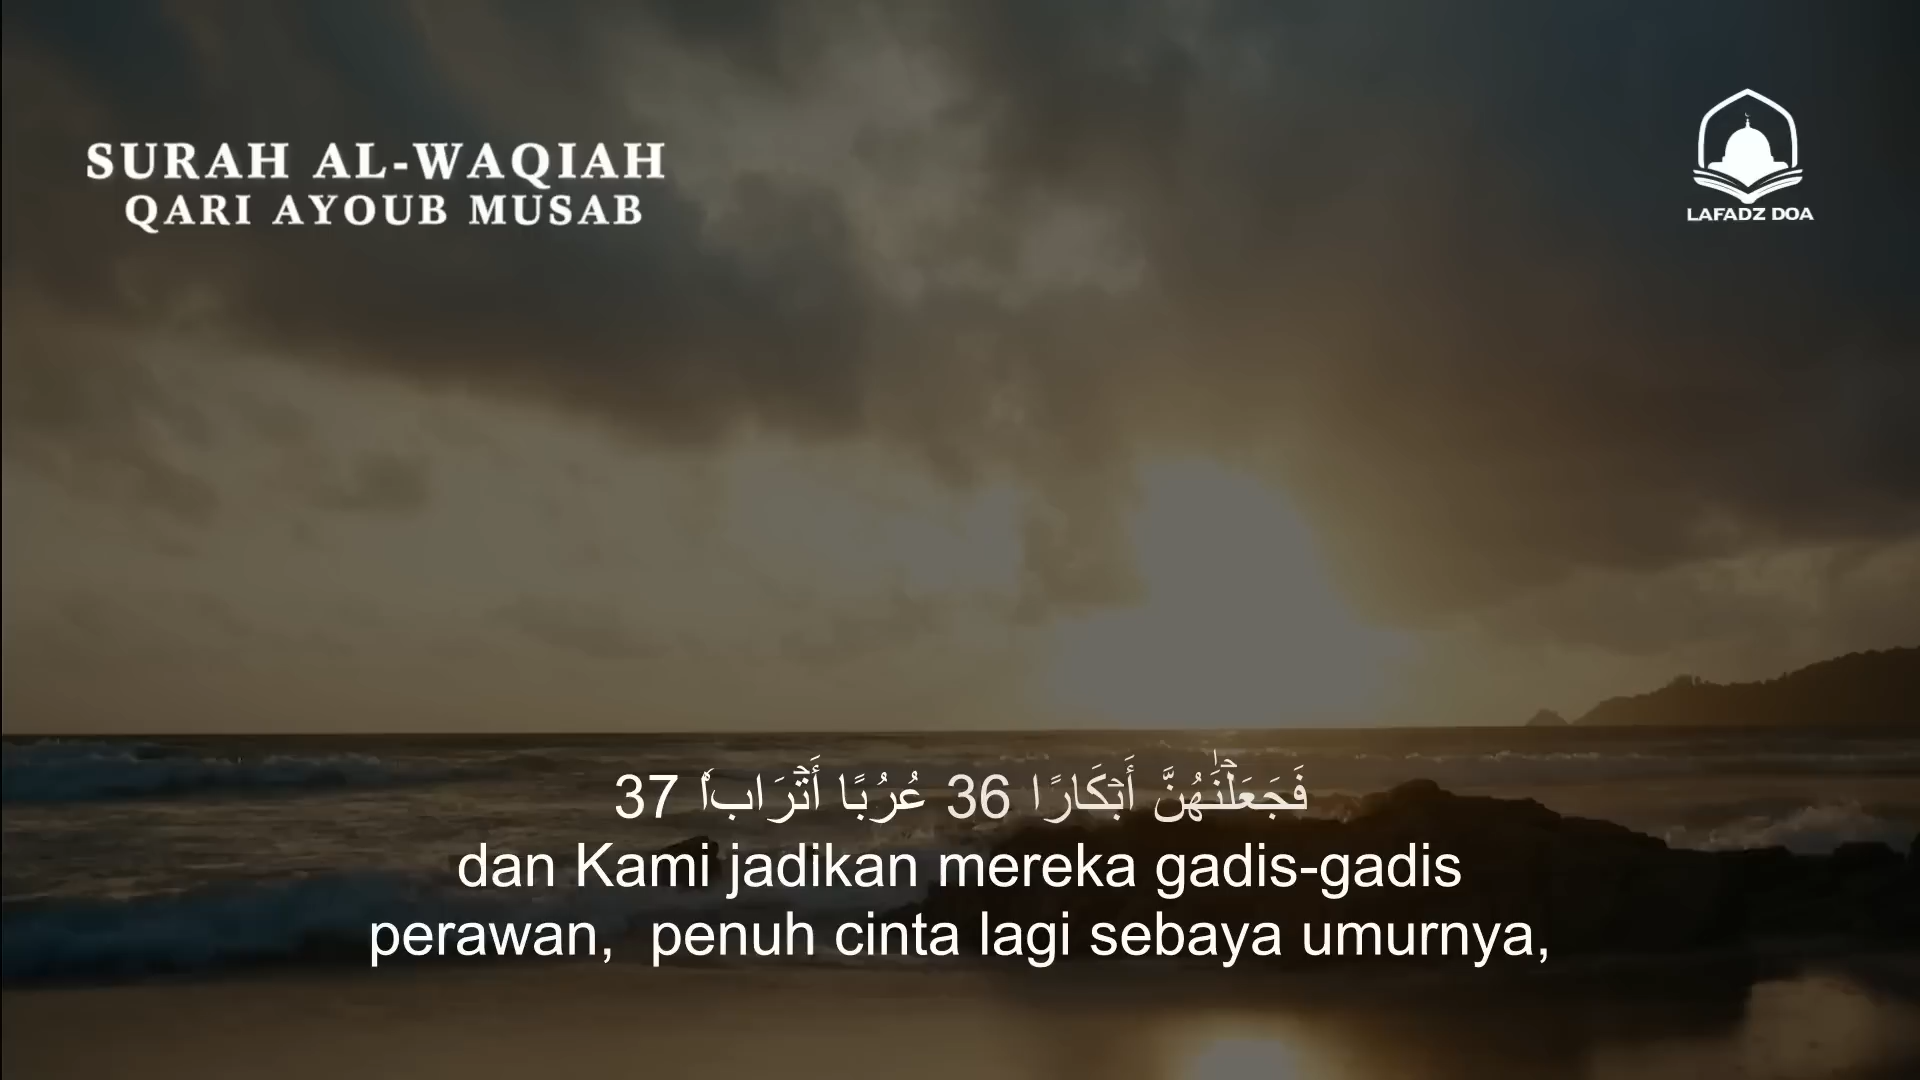 SURAH AL-WAQIAH
QARI AYOUB MUSAB
LAFADZ DOA
فَجَعَلۡنَٰهُنَّ أَبۡكَارًا 36 عُرُبًا أَتۡرَابٗا 37
dan Kami jadikan mereka gadis-gadis
perawan,  penuh cinta lagi sebaya umurnya,